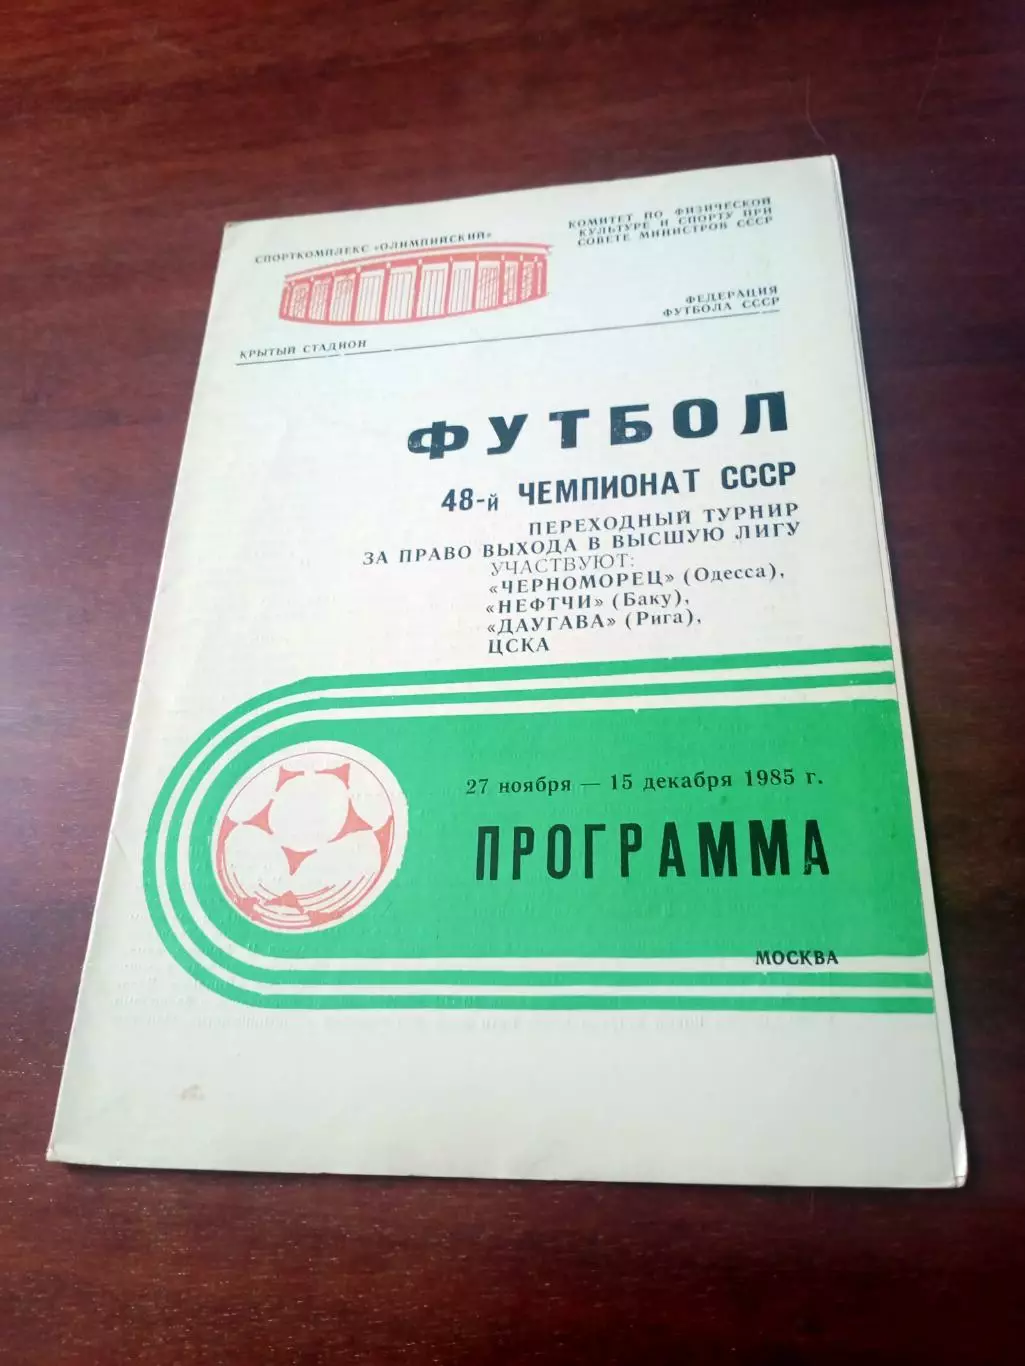 СПОРТКОМПЛЕКС «ОЛИМПИЙСКИЙ»
КРЫТЫЙ СТАДИОН
КОМИТЕТ ПО ФИЗИЧЕСКОЙ
КУЛЬТУРЕ И СПОРТУ ПРИ
СОВЕТЕ МИНИСТРОВ СССР
ФЕДЕРАЦИЯ
ФУТБОЛА СССР
ФУТБОЛ
48-й ЧЕМПИОНАТ СССР
ПЕРЕХОДНЫЙ ТУРНИР
ЗА ПРАВО ВЫХОДА В ВЫСШУЮ ЛИГУ
УЧАСТВУЮТ:
«ЧЕРНОМОРЕЦ» (Одесса),
«НЕФТЧИ» (Баку),
«ДАУГАВА» (Рига),
ЦСКА
27 ноября — 15 декабря 1985 г.
ПРОГРАММА
МОСКВА